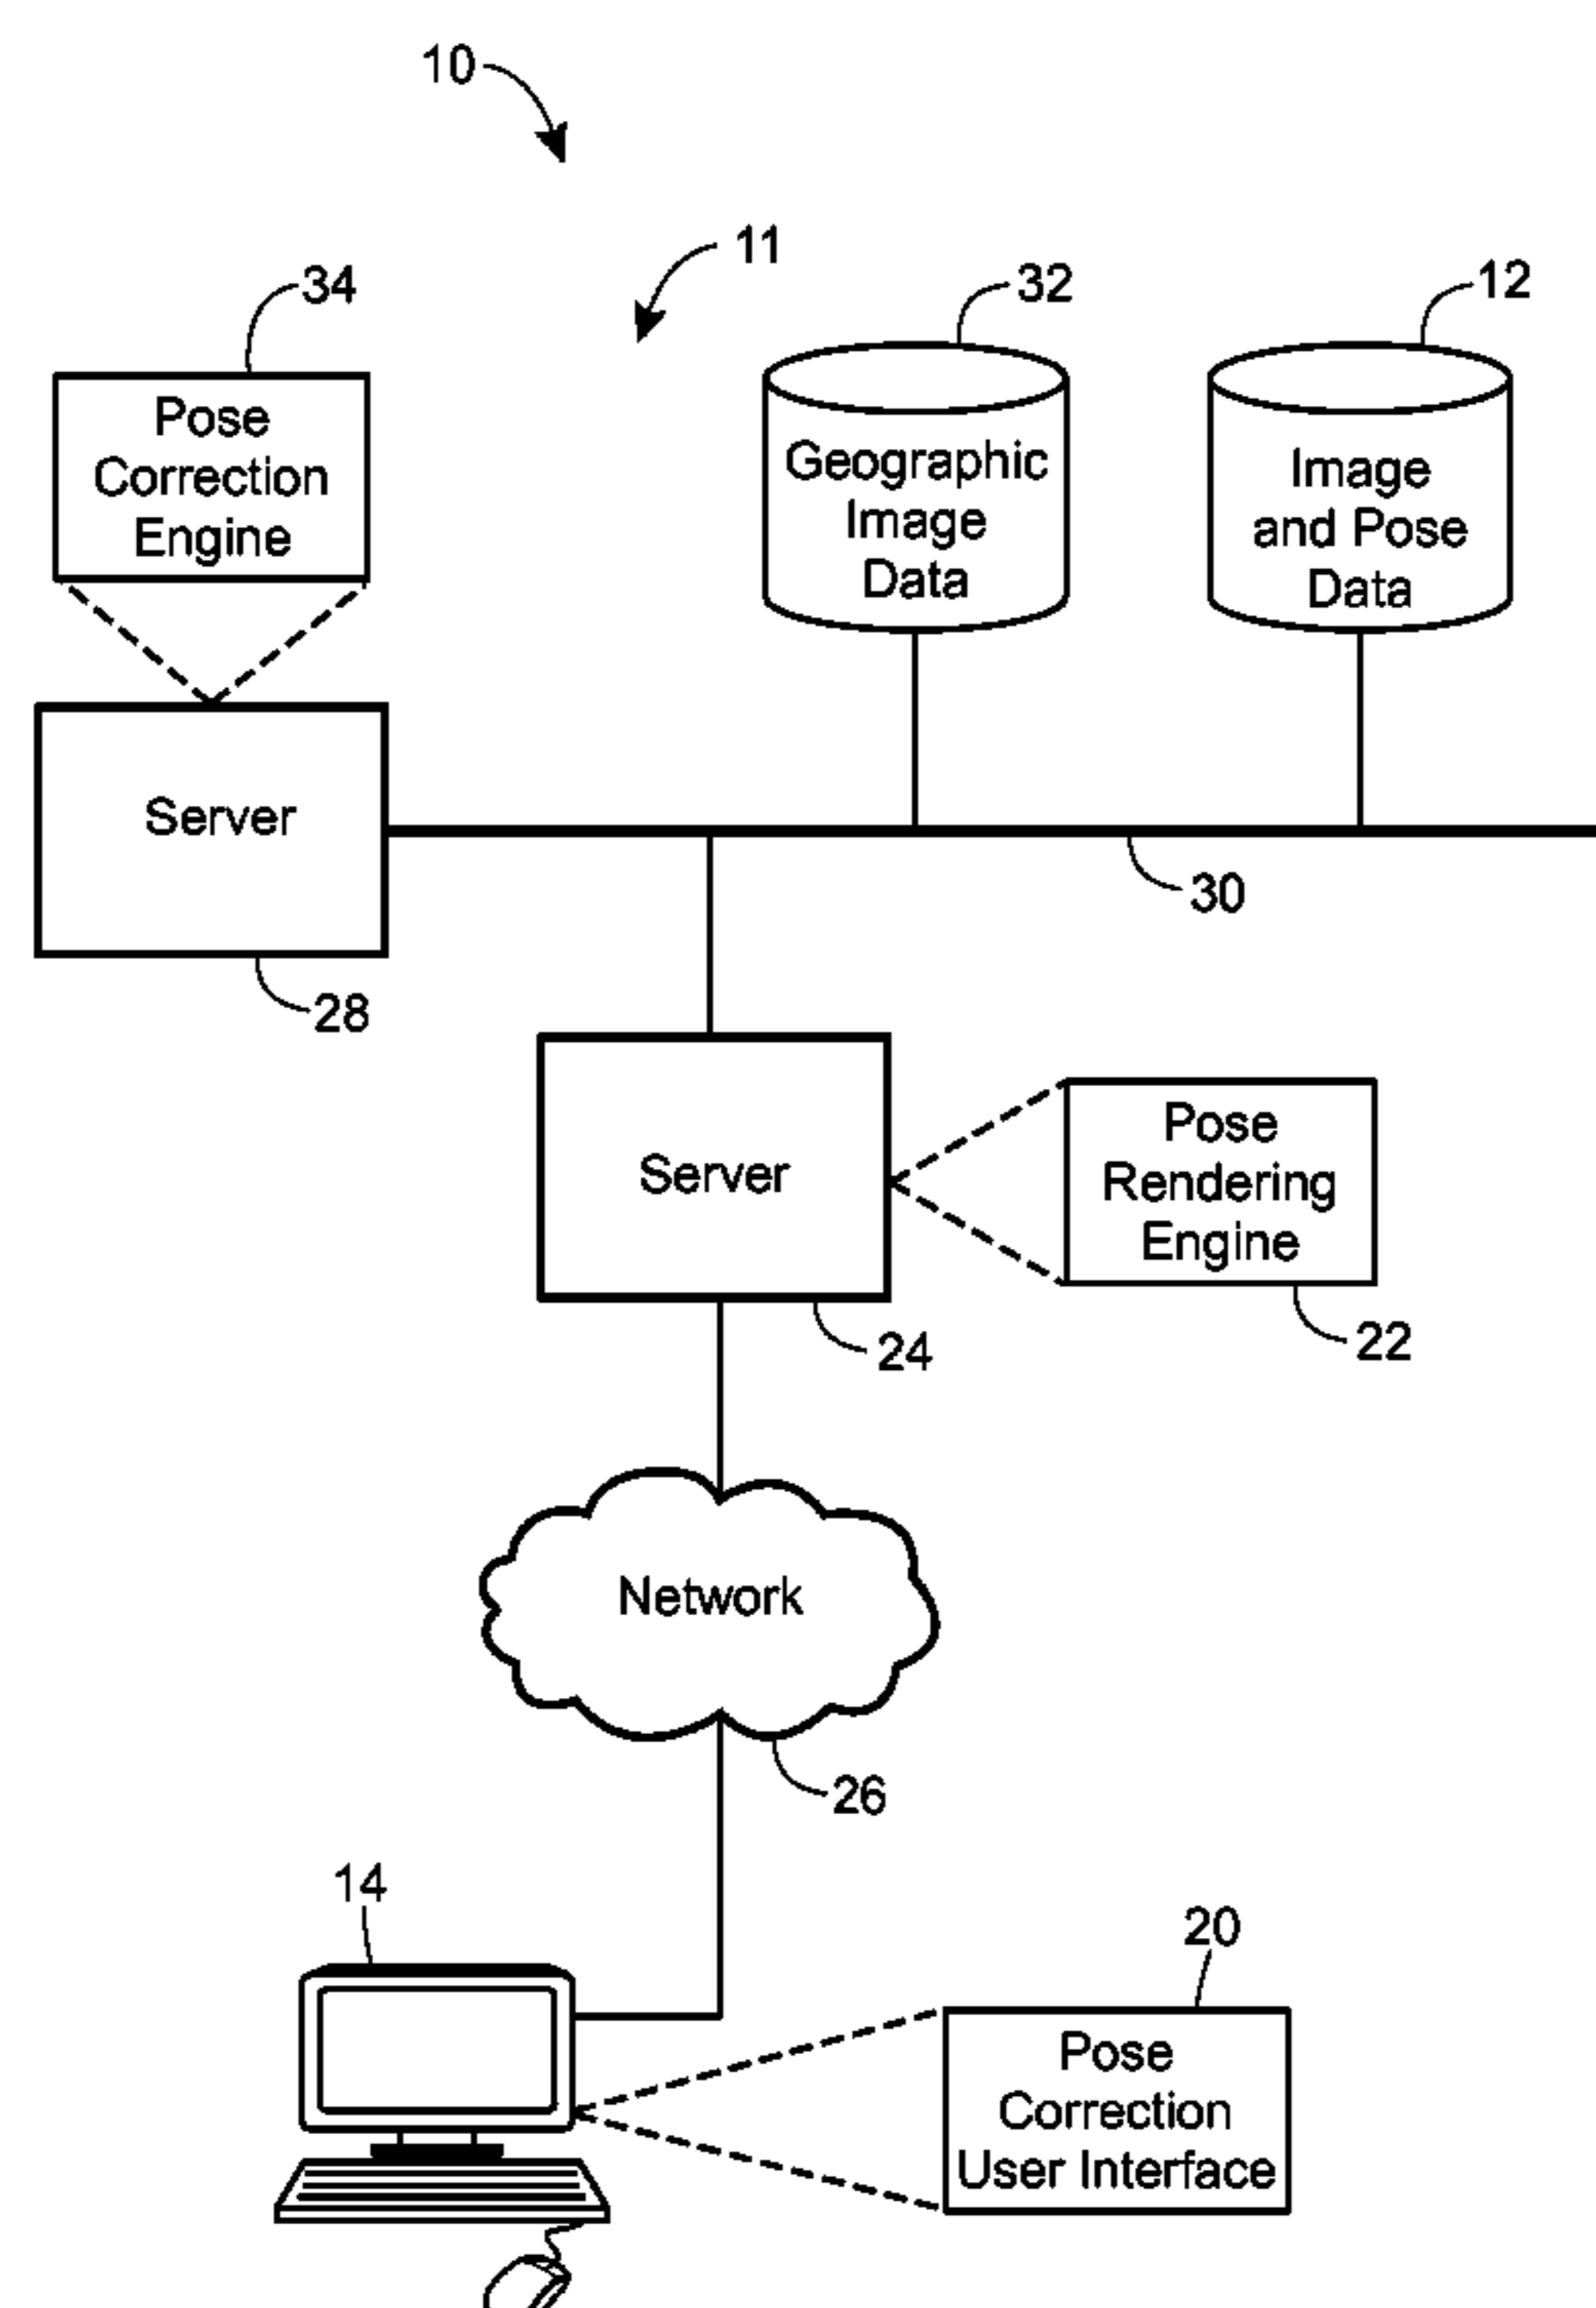 10
11
34
32
12
Pose
Correction
Engine
Geographic
Image
Data
Image
and Pose
Data
Server
30
28
Server
Pose
Rendering
Engine
24
22
Network
26
14
20
Pose
Correction
User Interface